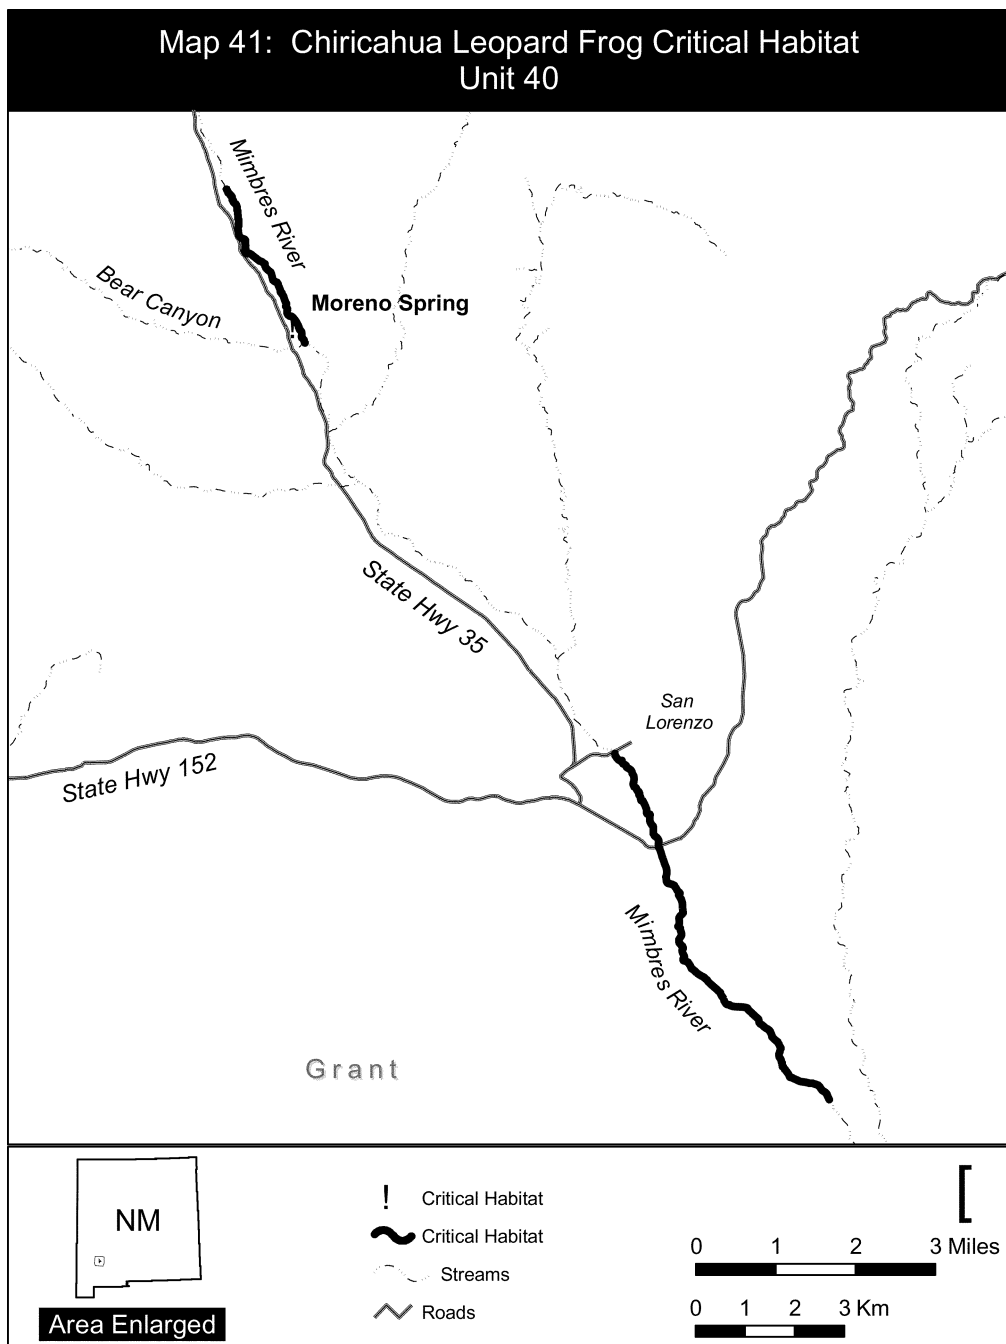 Map 41: Chiricahua Leopard Frog Critical Habitat
Unit 40
Mimbres River
Bear Canyon
Moreno Spring
!
State Hwy 35
San
Lorenzo
State Hwy 152
Mimbres River
Grant
NM
Area Enlarged
! Critical Habitat
Critical Habitat
Streams
Roads
[
0 1 2 3 Miles
0 1 2 3 Km